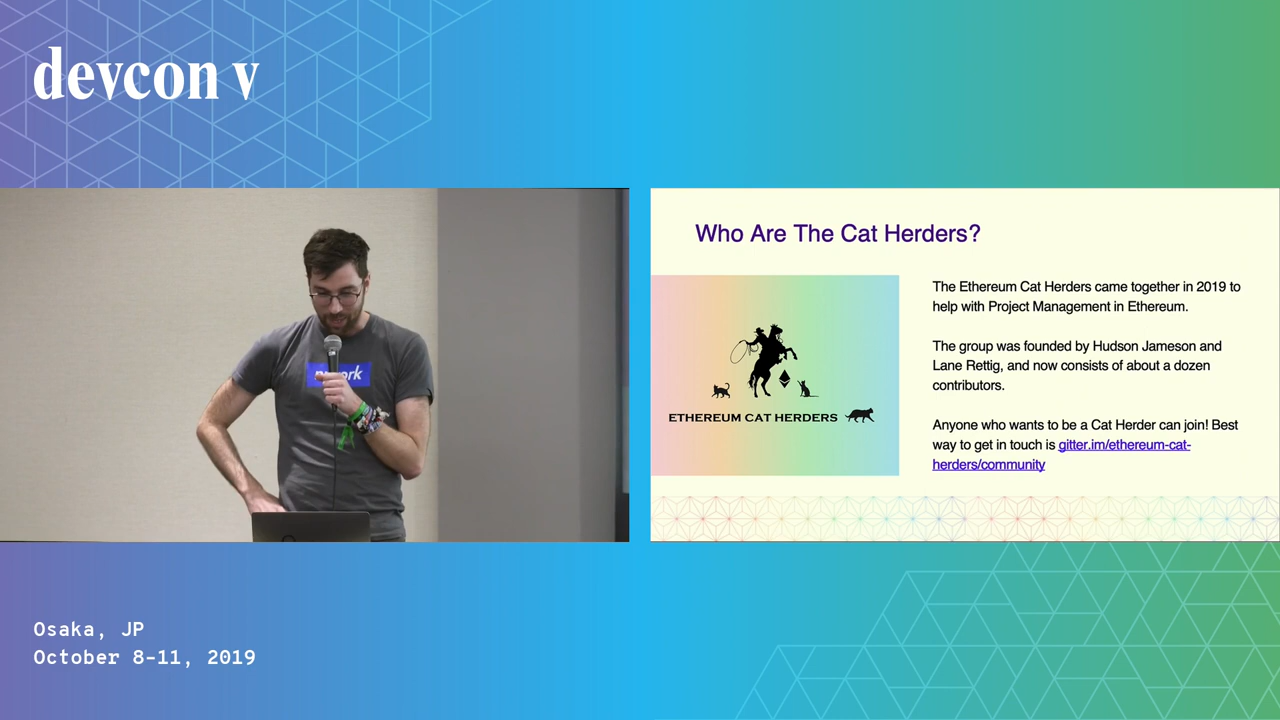 devcon v
Who Are The Cat Herders?
The Ethereum Cat Herders came together in 2019 to
help with Project Management in Ethereum.
The group was founded by Hudson Jameson and
Lane Rettig, and now consists of about a dozen
contributors.
Anyone who wants to be a Cat Herder can join! Best
way to get in touch is gitter.im/ethereum-cat-
herders/community
ETHEREUM CAT HERDERS
Osaka, JP
October 8-11, 2019